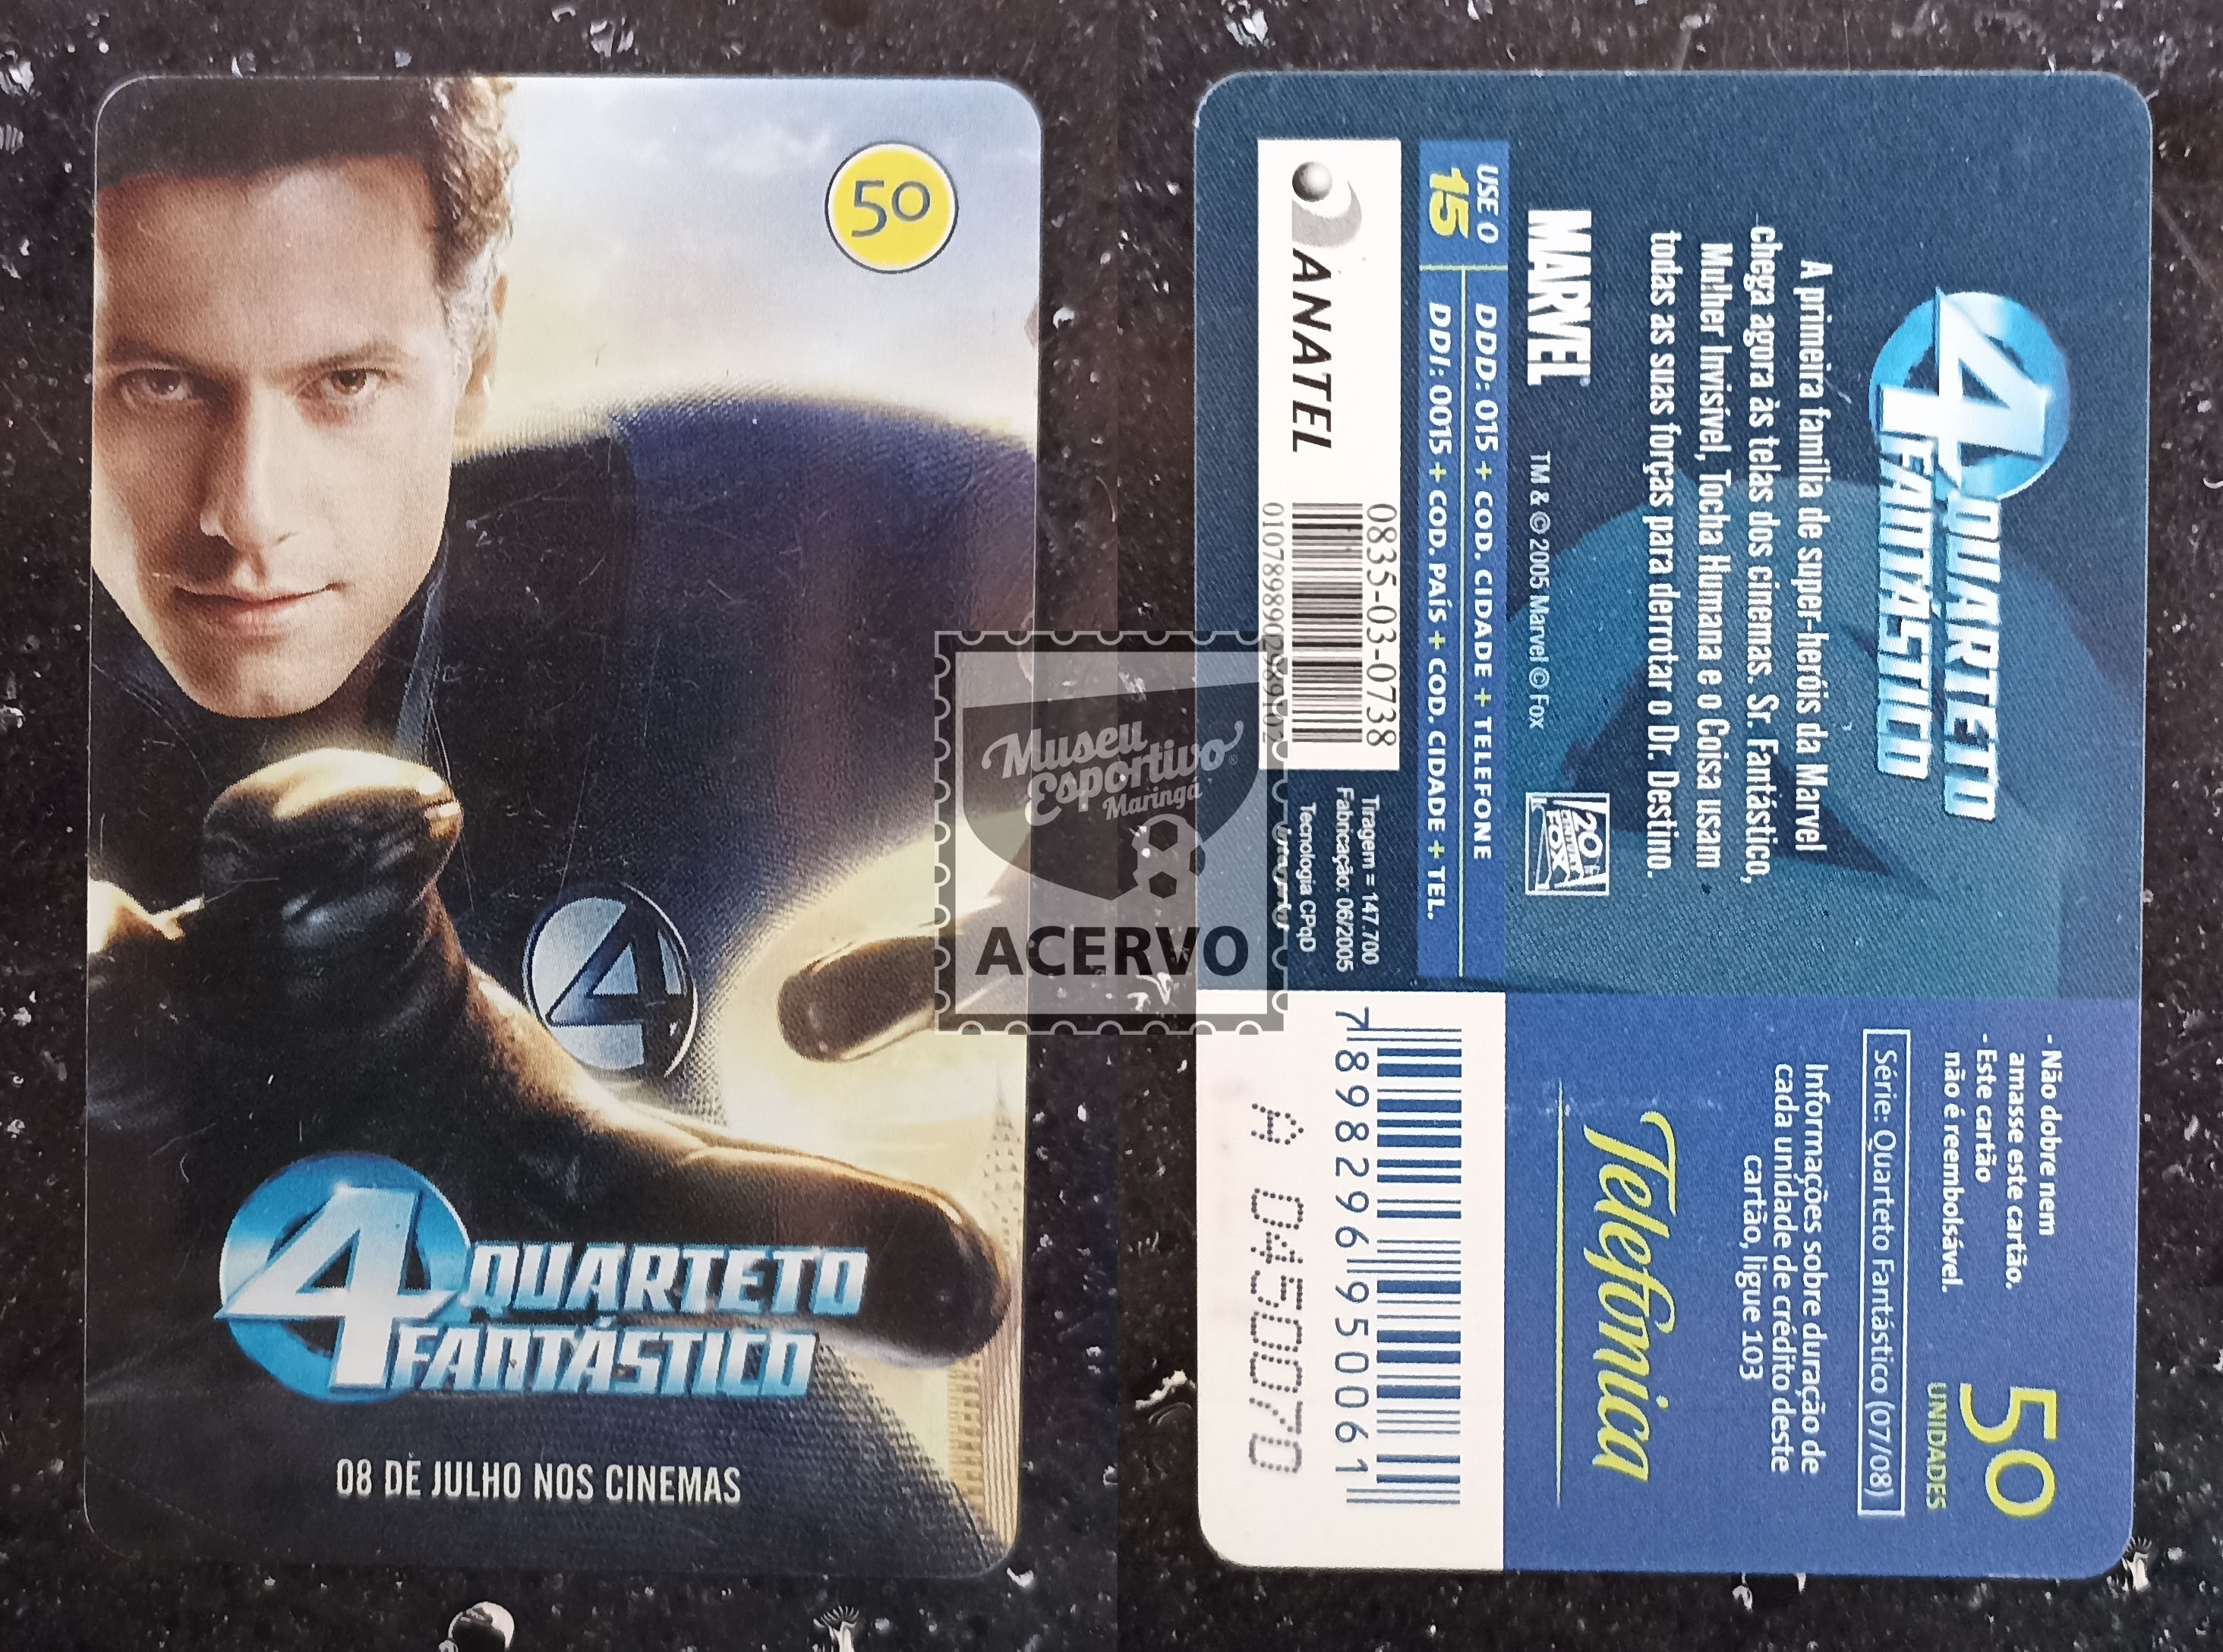 50
4
4 QUARTETO
FANTÁSTICO
08 DE JULHO NOS CINEMAS
Museu
Esportivo®
Maringá
ACERVO
4 QUARTETO
FANTÁSTICO
A primeira família de super-heróis da Marvel
chega agora às telas dos cinemas. Sr. Fantástico,
Mulher Invisível, Tocha Humana e o Coisa usam
todas as suas forças para derrotar o Dr. Destino.
MARVEL
TM & © 2005 Marvel © Fox
20
CENTURY
FOX
USE O
15
DDD: 015 + COD. CIDADE + TELEFONE
DDI: 0015 + COD. PAÍS + COD. CIDADE + TEL.
ANATEL
0835-03-0738
Tiragem = 147.700
Fabricação: 06/2005
Tecnologia CPqD
- Não dobre nem
amasse este cartão.
- Este cartão
não é reembolsável.
50
UNIDADES
Série: Quarteto Fantástico (07/08)
Informações sobre duração de
cada unidade de crédito deste
cartão, ligue 103
Telefonica
7 898296 950061
A 0450070